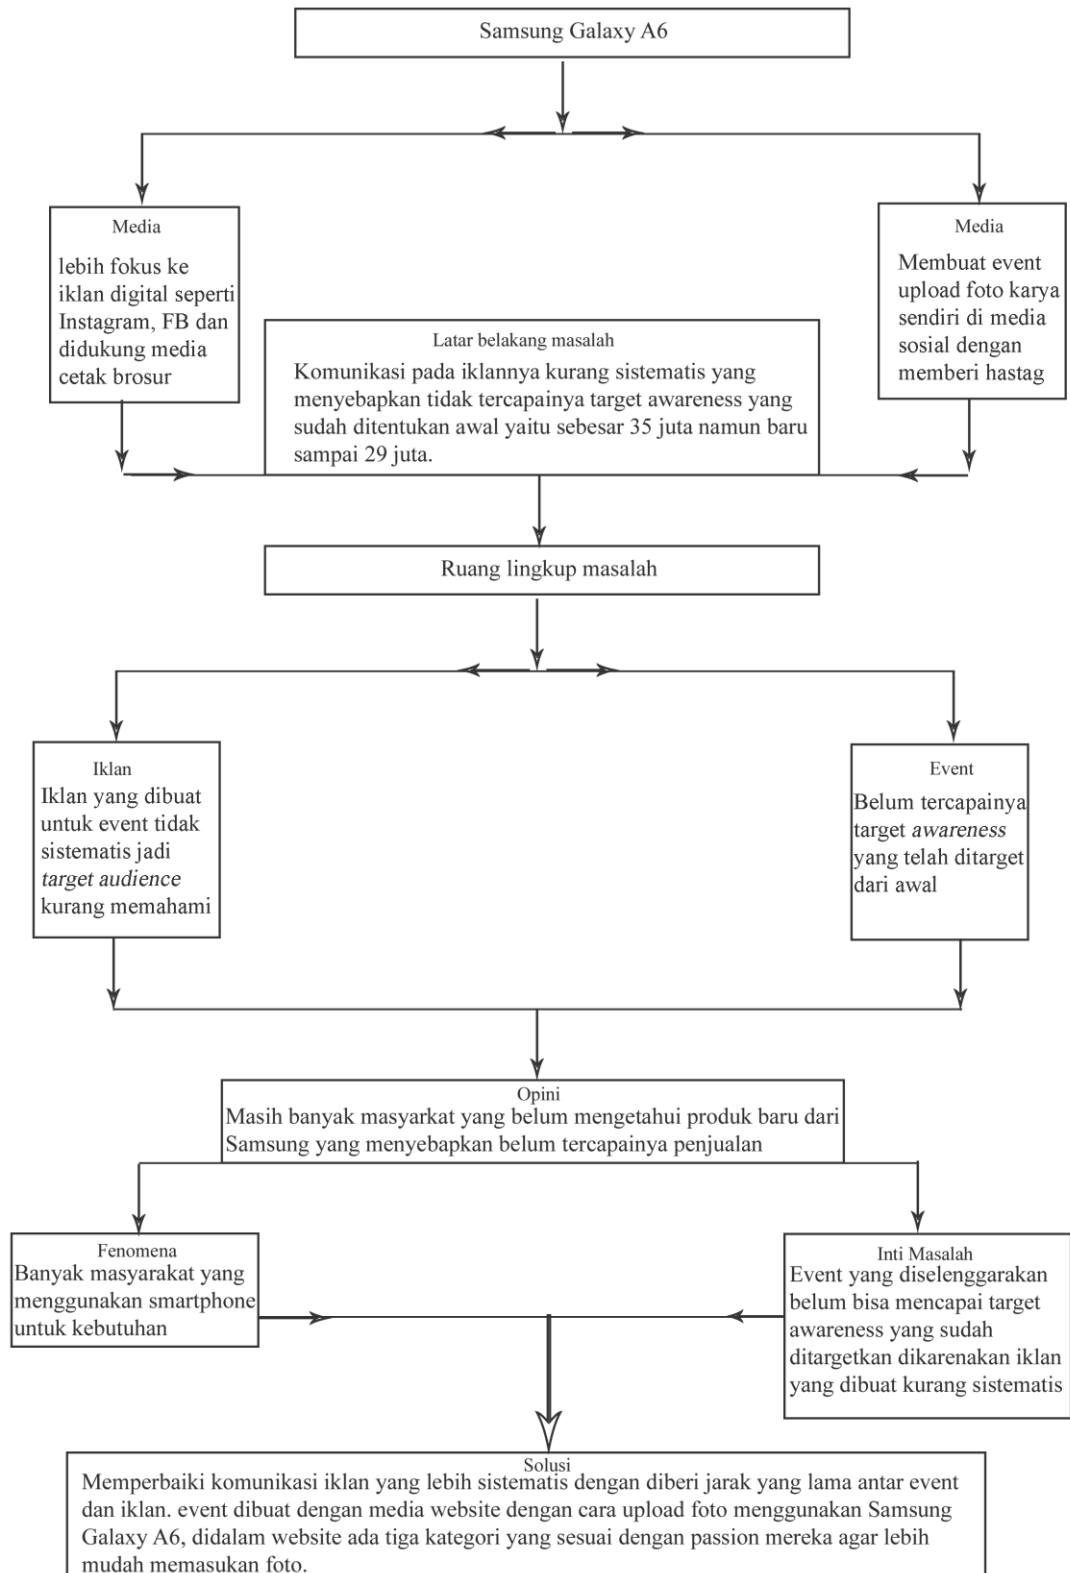 Samsung Galaxy A6
Media
lebih fokus ke
iklan digital seperti
Instagram, FB dan
didukung media
cetak brosur
Media
Membuat event
upload foto karya
sendiri di media
sosial dengan
memberi hastag
Latar belakang masalah
Komunikasi pada iklannya kurang sistematis yang
menyebapkan tidak tercapainya target awareness yang
sudah ditentukan awal yaitu sebesar 35 juta namun baru
sampai 29 juta.
Ruang lingkup masalah
Iklan
Iklan yang dibuat
untuk event tidak
sistematis jadi
target audience
kurang memahami
Event
Belum tercapainya
target awareness
yang telah ditarget
dari awal
Opini
Masih banyak masyarkat yang belum mengetahui produk baru dari
Samsung yang menyebapkan belum tercapainya penjualan
Fenomena
Banyak masyarakat yang
menggunakan smartphone
untuk kebutuhan
Inti Masalah
Event yang diselenggarakan
belum bisa mencapai target
awareness yang sudah
ditargetkan dikarenakan iklan
yang dibuat kurang sistematis
Solusi
Memperbaiki komunikasi iklan yang lebih sistematis dengan diberi jarak yang lama antar event
dan iklan. event dibuat dengan media website dengan cara upload foto menggunakan Samsung
Galaxy A6, didalam website ada tiga kategori yang sesuai dengan passion mereka agar lebih
mudah memasukan foto.